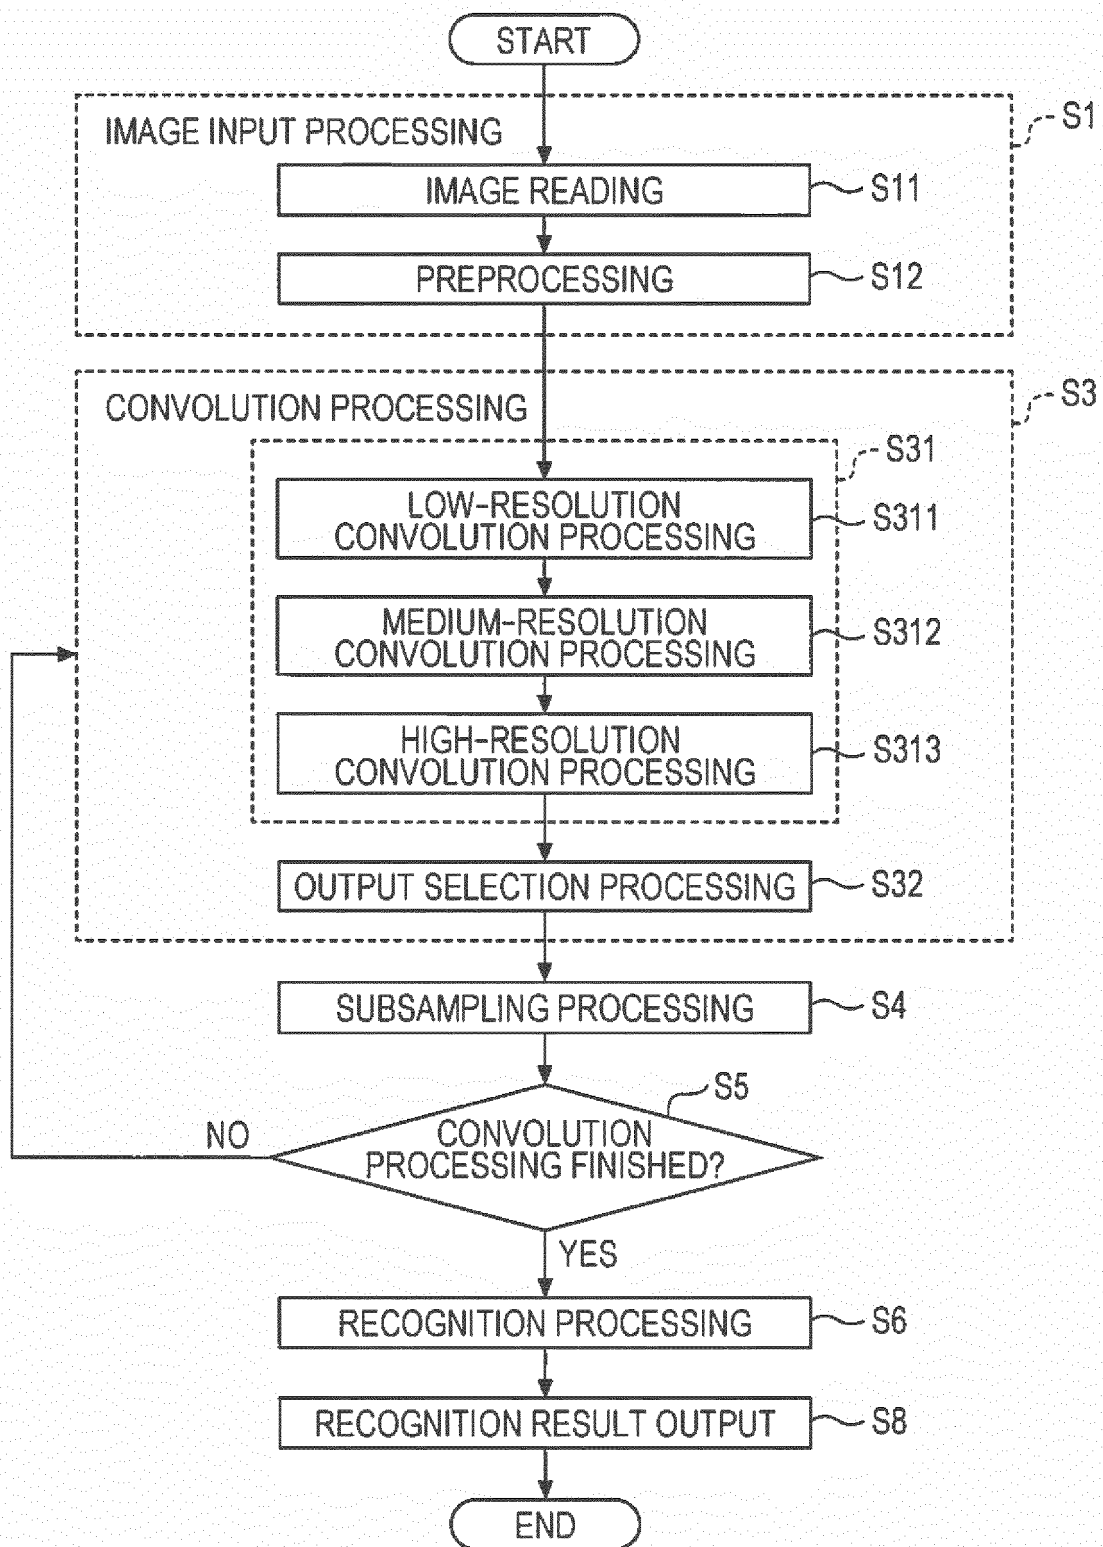 START
IMAGE INPUT PROCESSING
S1
IMAGE READING
S11
PREPROCESSING
S12
CONVOLUTION PROCESSING
S3
S31
LOW-RESOLUTION
CONVOLUTION PROCESSING
S311
MEDIUM-RESOLUTION
CONVOLUTION PROCESSING
S312
HIGH-RESOLUTION
CONVOLUTION PROCESSING
S313
OUTPUT SELECTION PROCESSING
S32
SUBSAMPLING PROCESSING
S4
S5
CONVOLUTION
PROCESSING FINISHED?
NO
YES
RECOGNITION PROCESSING
S6
RECOGNITION RESULT OUTPUT
S8
END